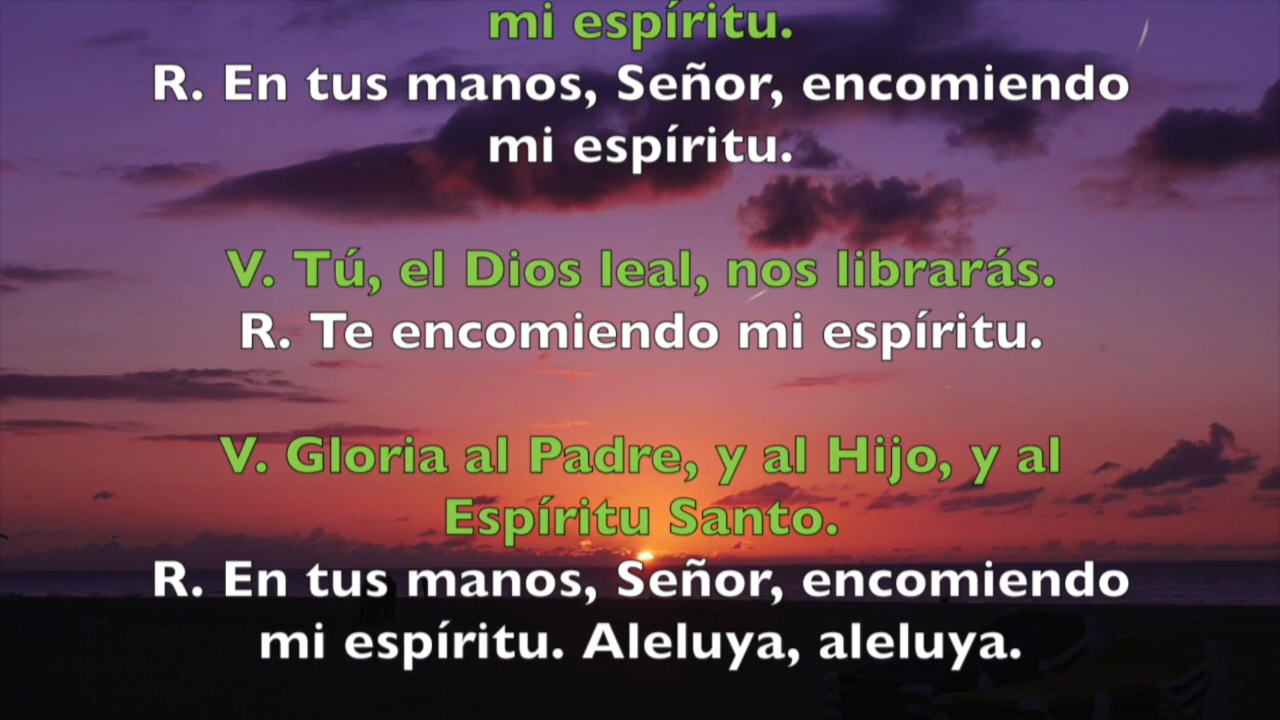 mi espíritu.
R. En tus manos, Señor, encomiendo
mi espíritu.
V. Tú, el Dios leal, nos librarás.
R. Te encomiendo mi espíritu.
V. Gloria al Padre, y al Hijo, y al
Espíritu Santo.
R. En tus manos, Señor, encomiendo
mi espíritu. Aleluya, aleluya.